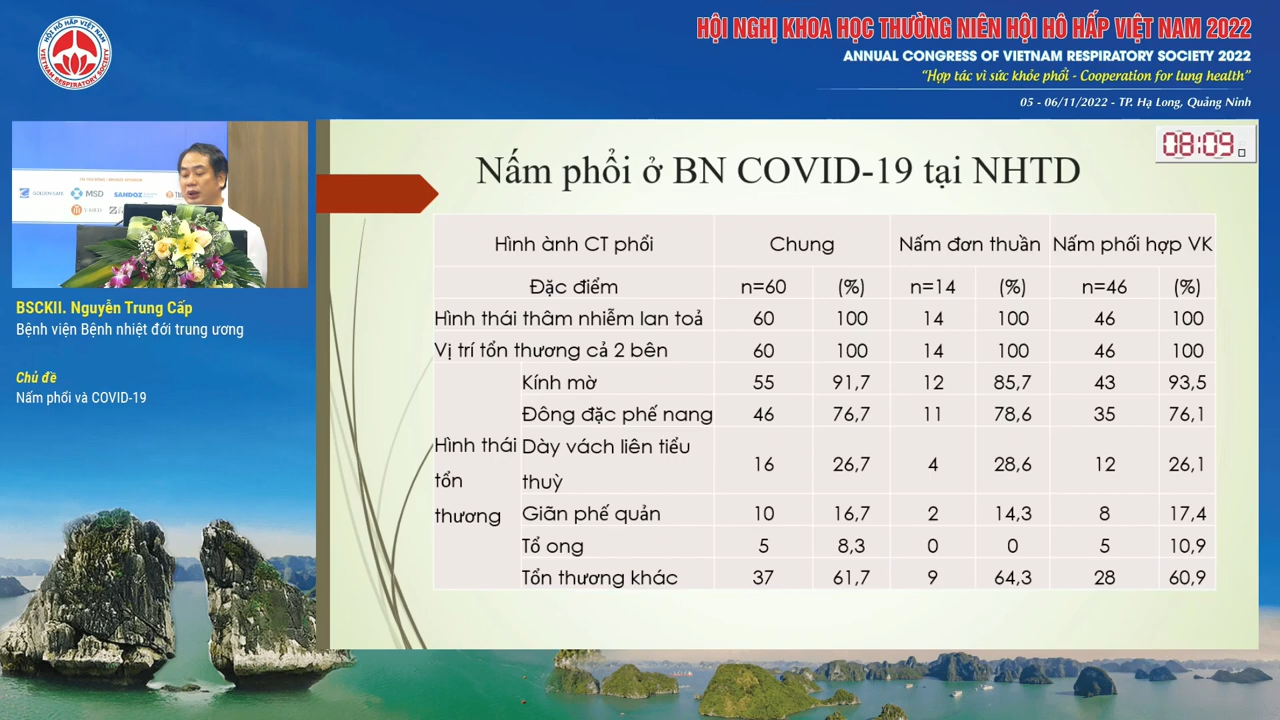 HỘI HÔ HẤP VIỆT NAM
VIETNAM RESPIRATORY SOCIETY
HỘI NGHỊ KHOA HỌC THƯỜNG NIÊN HỘI HÔ HẤP VIỆT NAM 2022
ANNUAL CONGRESS OF VIETNAM RESPIRATORY SOCIETY 2022
“Hợp tác vì sức khỏe phổi - Cooperation for lung health”
05 - 06/11/2022 - TP. Hạ Long, Quảng Ninh
MSD
SANDOZ
BSCKII. Nguyễn Trung Cấp
Bệnh viện Bệnh nhiệt đới trung ương
Chủ đề
Nấm phổi và COVID-19
08:09
Nấm phổi ở BN COVID-19 tại NHTD
Hình ành CT phổi Chung Nấm đơn thuần Nấm phối hợp VK
Đặc điểm n=60 (%) n=14 (%) n=46 (%)
Hình thái thâm nhiễm lan toả 60 100 14 100 46 100
Vị trí tổn thương cả 2 bên 60 100 14 100 46 100
Hình thái
tổn
thương
Kính mờ 55 91,7 12 85,7 43 93,5
Đông đặc phế nang 46 76,7 11 78,6 35 76,1
Dày vách liên tiểu
thuỳ 16 26,7 4 28,6 12 26,1
Giãn phế quản 10 16,7 2 14,3 8 17,4
Tổ ong 5 8,3 0 0 5 10,9
Tổn thương khác 37 61,7 9 64,3 28 60,9